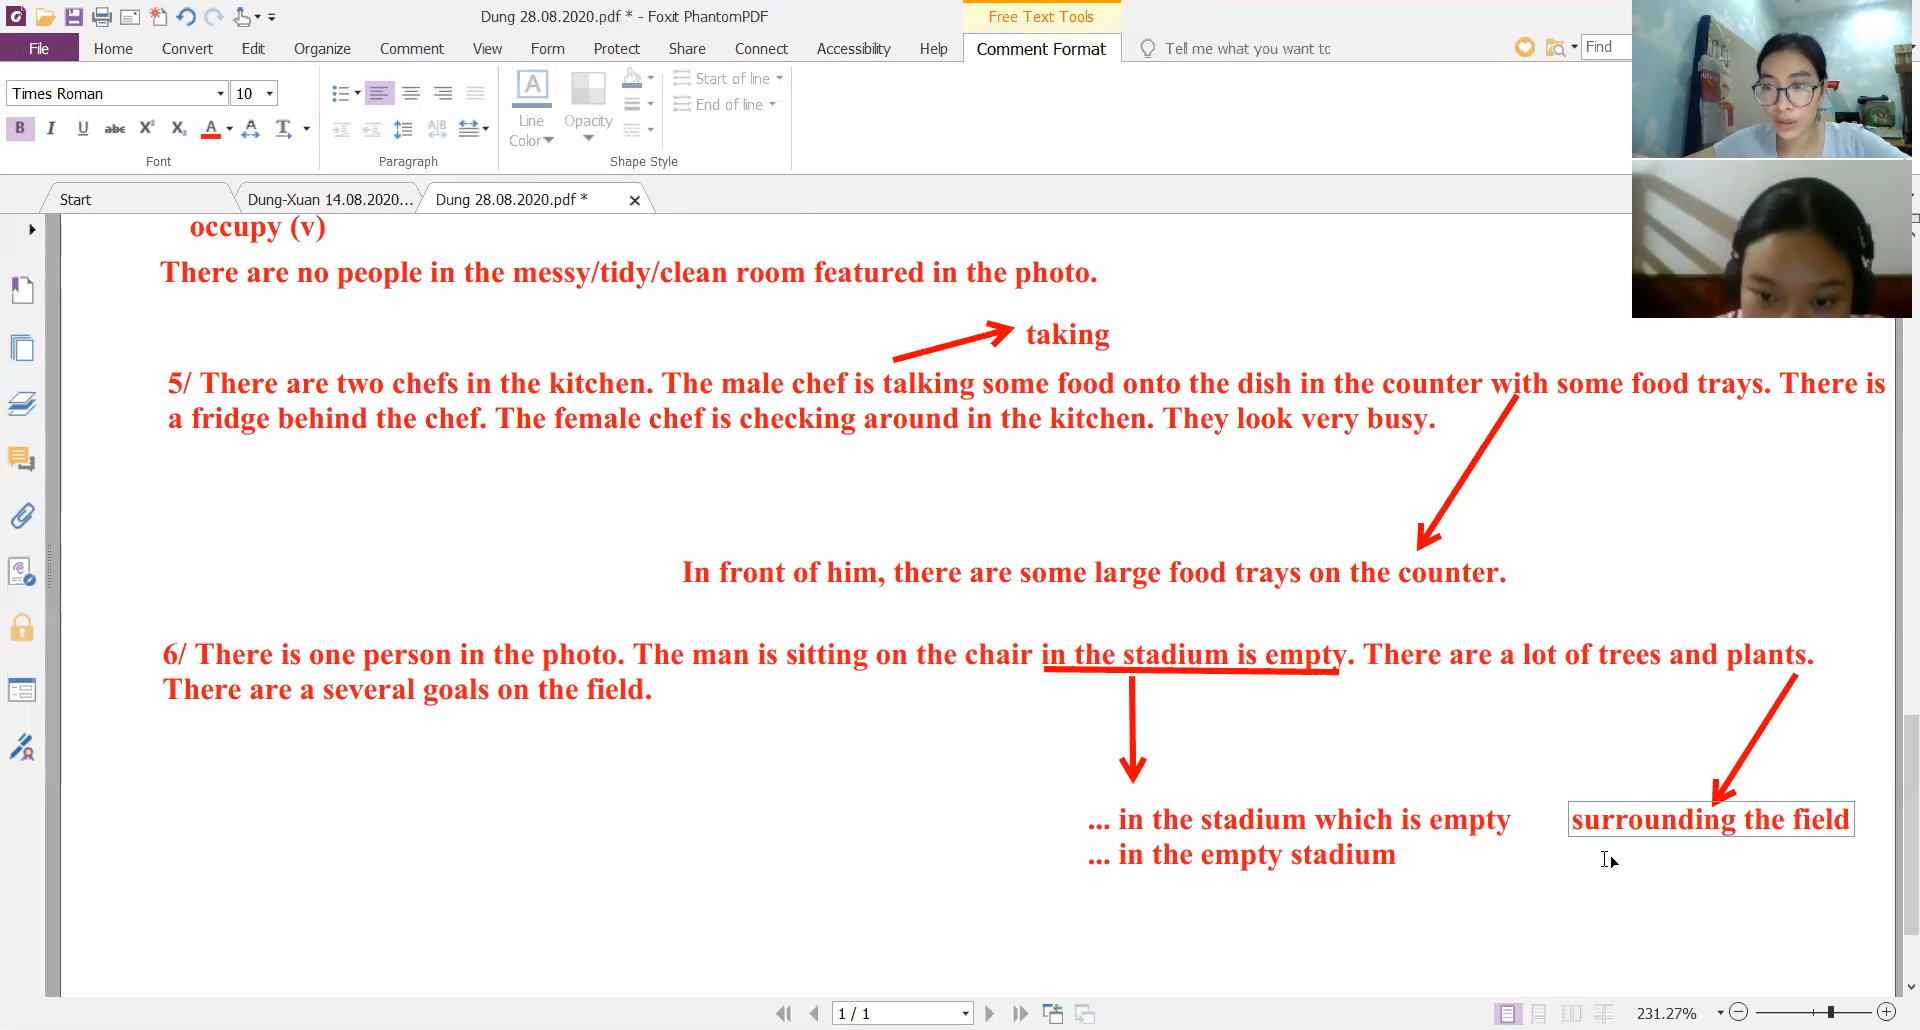 Dung 28.08.2020.pdf * - Foxit PhantomPDF
Free Text Tools
File Home Convert Edit Organize Comment View Form Protect Share Connect Accessibility Help Comment Format Tell me what you want to Find
Times Roman 10
Start of line
End of line
Line Color
Opacity
B I U abc X² X₂ A A T
Font Paragraph Shape Style
Start Dung-Xuan 14.08.2020... Dung 28.08.2020.pdf *
occupy (v)
There are no people in the messy/tidy/clean room featured in the photo.
taking
5/ There are two chefs in the kitchen. The male chef is talking some food onto the dish in the counter with some food trays. There is
a fridge behind the chef. The female chef is checking around in the kitchen. They look very busy.
In front of him, there are some large food trays on the counter.
6/ There is one person in the photo. The man is sitting on the chair in the stadium is empty. There are a lot of trees and plants.
There are a several goals on the field.
... in the stadium which is empty
surrounding the field
... in the empty stadium
1 / 1
231.27%